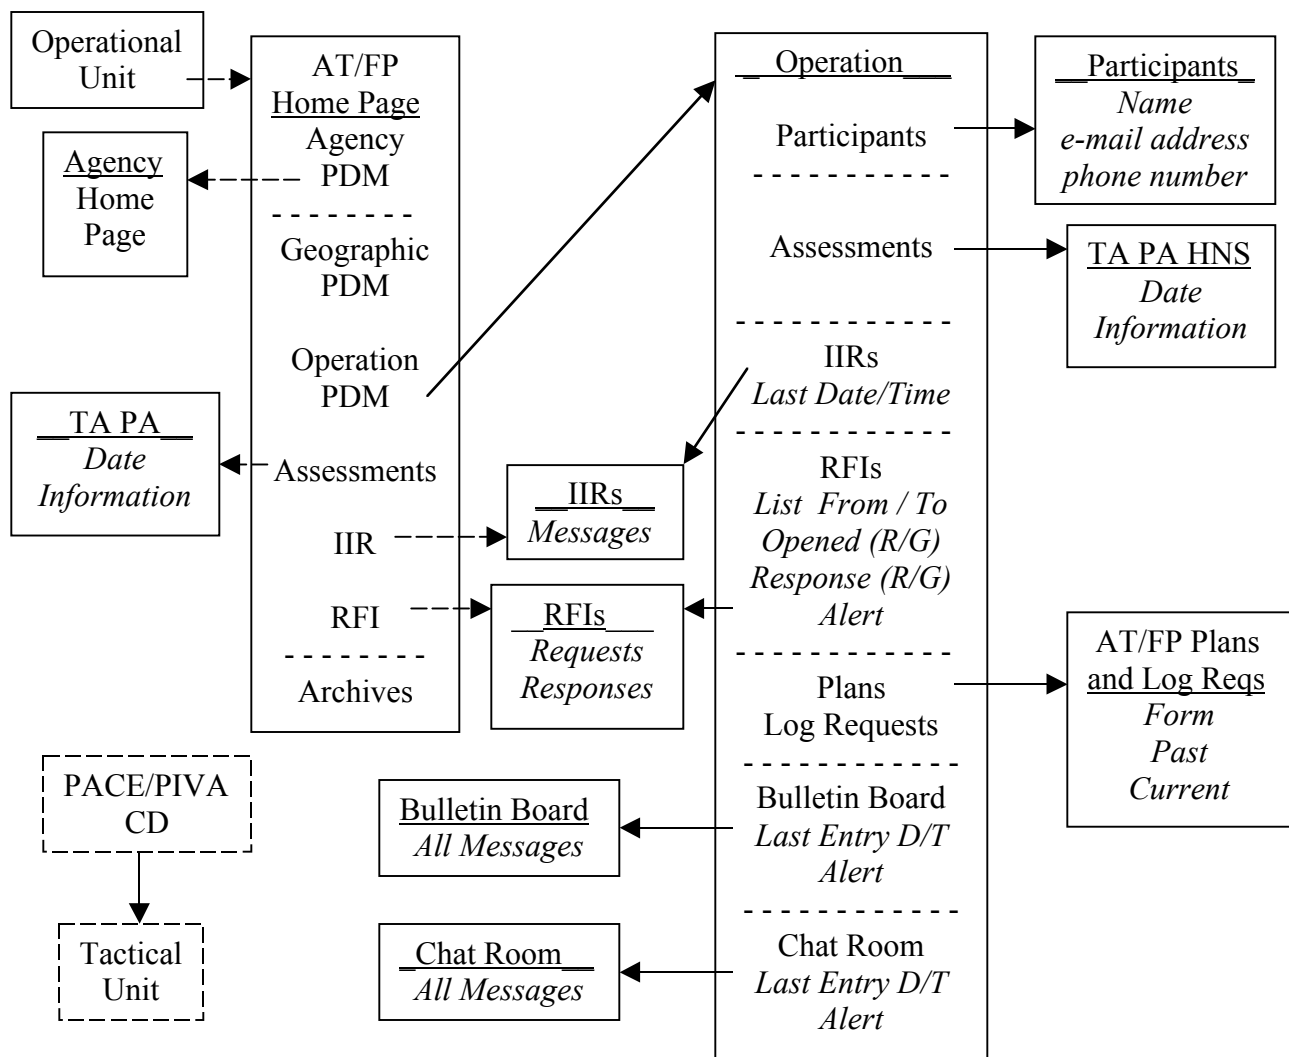 Operational
Unit
Agency
Home
Page
TA PA
Date
Information
AT/FP
Home Page
Agency
PDM
Geographic
PDM
Operation
PDM
Assessments
IIR
RFI
Archives
PACE/PIVA
CD
Tactical
Unit
IIRs
Messages
RFIs
Requests
Responses
Bulletin Board
All Messages
Chat Room
All Messages
Operation
Participants
Assessments
IIRs
Last Date/Time
RFIs
List From / To
Opened (R/G)
Response (R/G)
Alert
Plans
Log Requests
Bulletin Board
Last Entry D/T
Alert
Chat Room
Last Entry D/T
Alert
Participants
Name
e-mail address
phone number
TA PA HNS
Date
Information
AT/FP Plans
and Log Reqs
Form
Past
Current